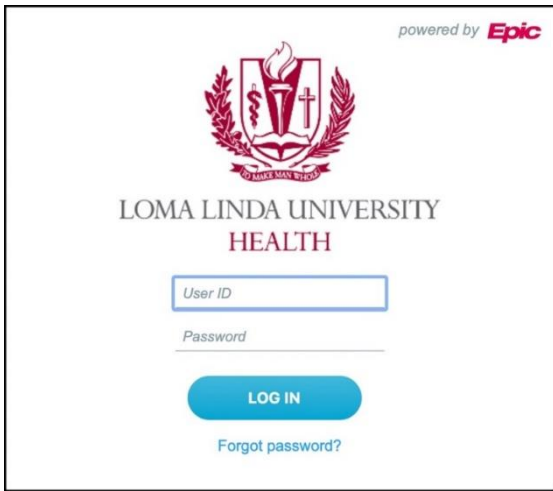 powered by Epic
TO MAKE MAN WHOLE
LOMA LINDA UNIVERSITY
HEALTH
User ID
Password
LOG IN
Forgot password?